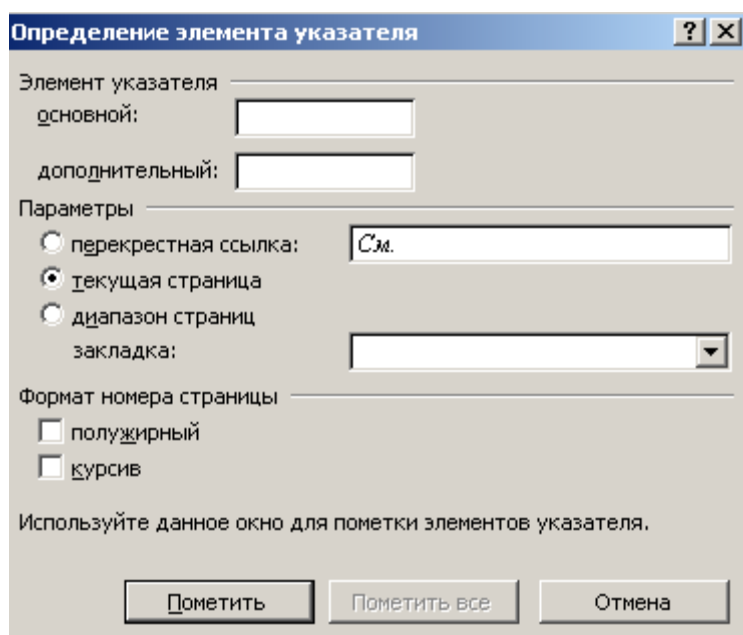 Определение элемента указателя
Элемент указателя
основной:
дополнительный:
Параметры
перекрестная ссылка: См.
текущая страница
диапазон страниц
закладка:
Формат номера страницы
полужирный
курсив
Используйте данное окно для пометки элементов указателя.
Пометить Пометить все Отмена